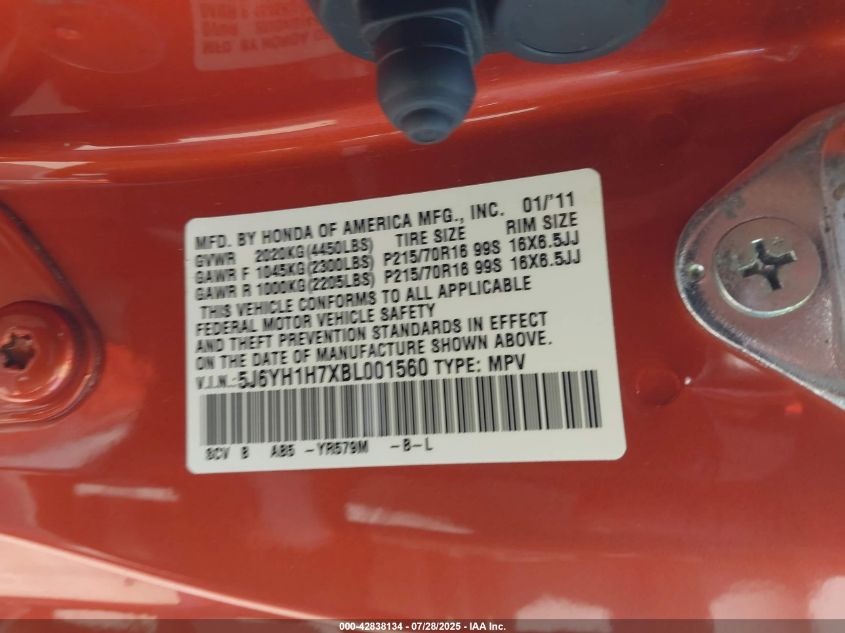 MFD. BY HONDA OF AMERICA MFG., INC. 01/'11
GVWR 2020KG(4450LBS) TIRE SIZE RIM SIZE
GAWR F 1045KG(2300LBS) P215/70R16 99S 16X6.5JJ
GAWR R 1000KG(2205LBS) P215/70R16 99S 16X6.5JJ
THIS VEHICLE CONFORMS TO ALL APPLICABLE
FEDERAL MOTOR VEHICLE SAFETY
AND THEFT PREVENTION STANDARDS IN EFFECT
ON THE DATE OF MANUFACTURE SHOWN ABOVE.
V.I.N.:5J6YH1H7XBL001560 TYPE: MPV
SCV B AB5 -YR579M -B-L
000-42838134 - 07/28/2025 - IAA Inc.